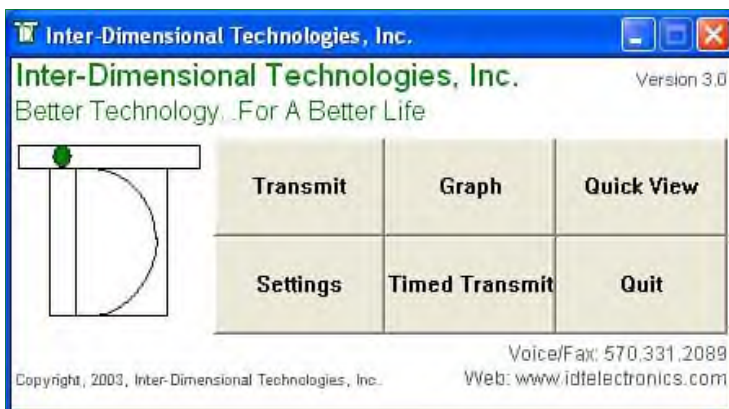 Inter-Dimensional Technologies, Inc.
Inter-Dimensional Technologies, Inc.
Version 3.0
Better Technology...For A Better Life
Transmit
Graph
Quick View
Settings
Timed Transmit
Quit
Voice/Fax: 570.331.2089
Copyright, 2003, Inter-Dimensional Technologies, Inc.
Web: www.idtelectronics.com